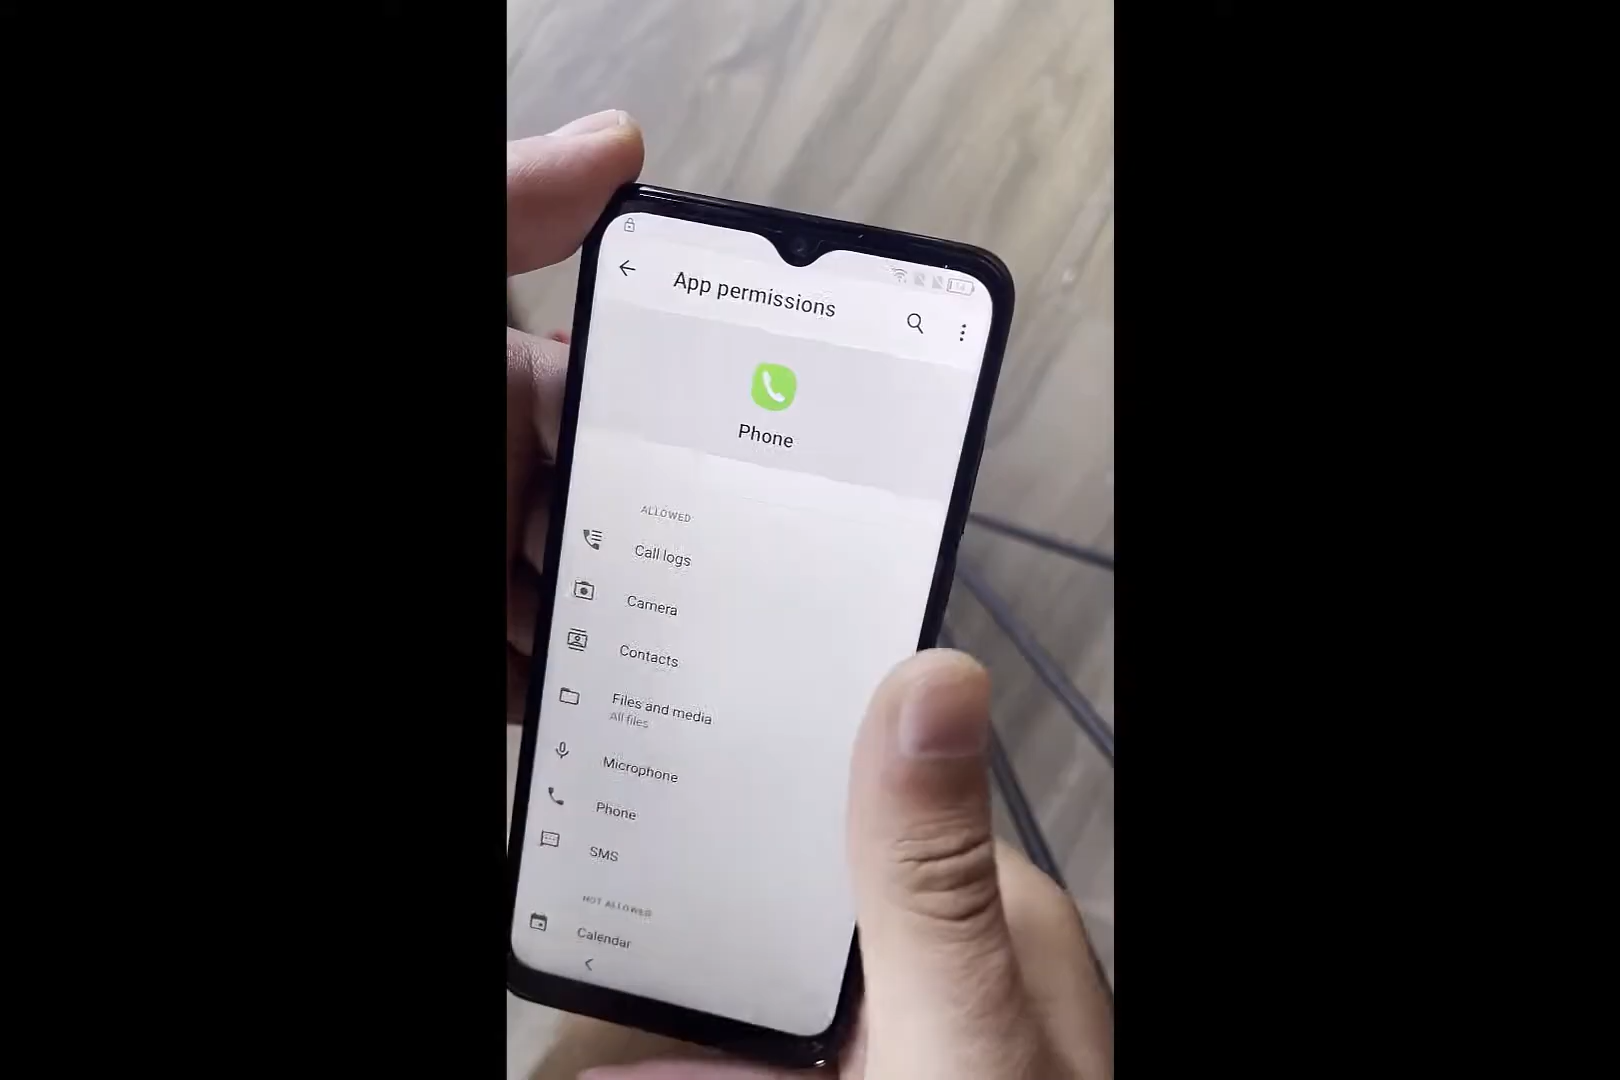 App permissions
Phone
ALLOWED
Call logs
Camera
Contacts
Files and media
All files
Microphone
Phone
SMS
NOT ALLOWED
Calendar